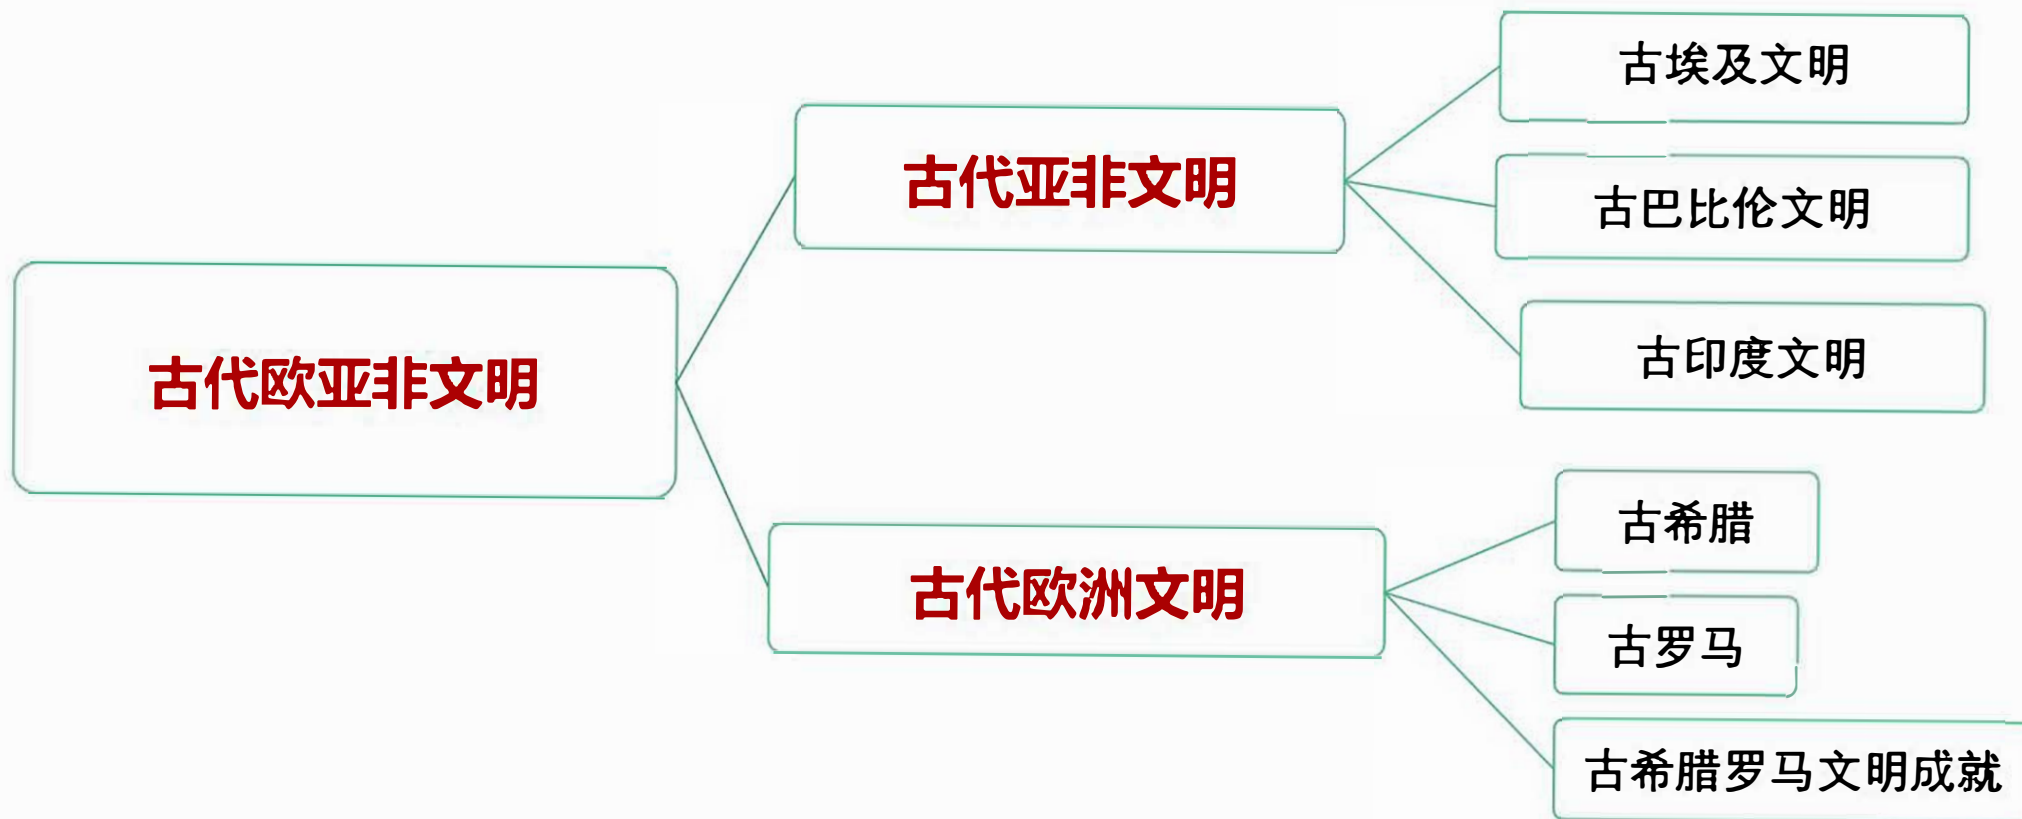 古代欧亚非文明
古代亚非文明
古埃及文明
古巴比伦文明
古印度文明
古代欧洲文明
古希腊
古罗马
古希腊罗马文明成就